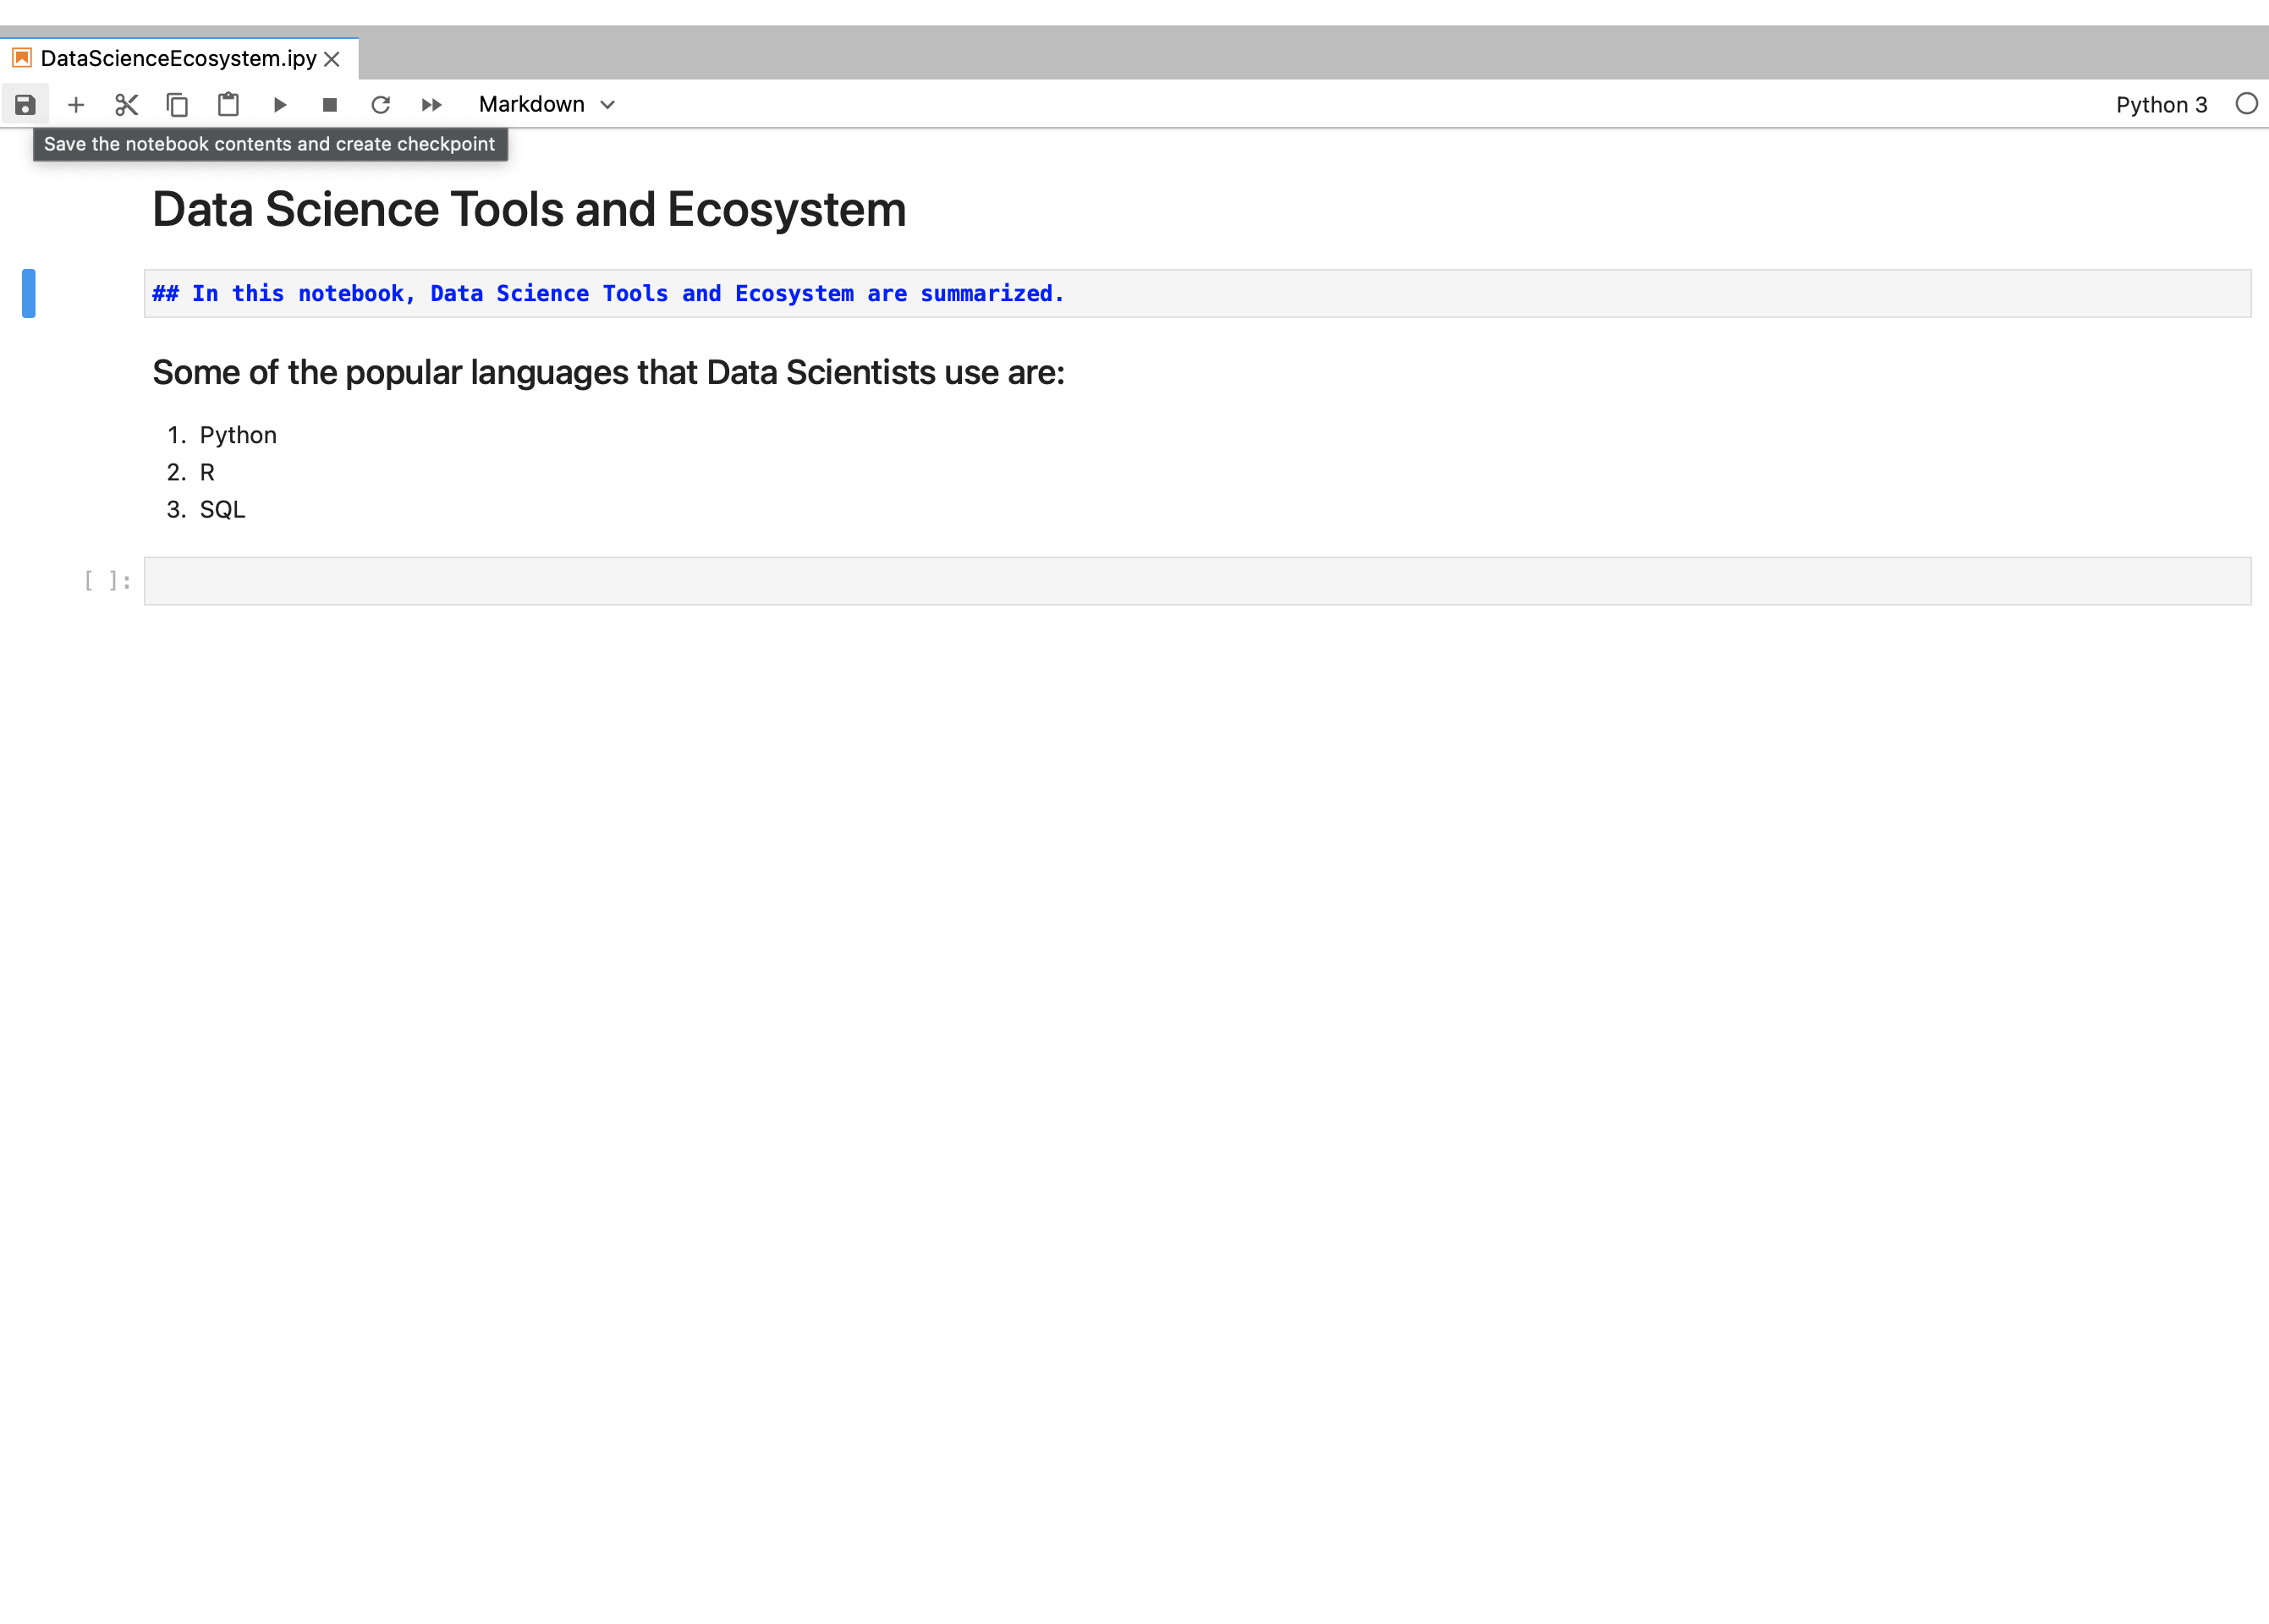 DataScienceEcosystem.ipy
Markdown
Python 3
Save the notebook contents and create checkpoint
Data Science Tools and Ecosystem
## In this notebook, Data Science Tools and Ecosystem are summarized.
Some of the popular languages that Data Scientists use are:
1. Python
2. R
3. SQL
[ ]: